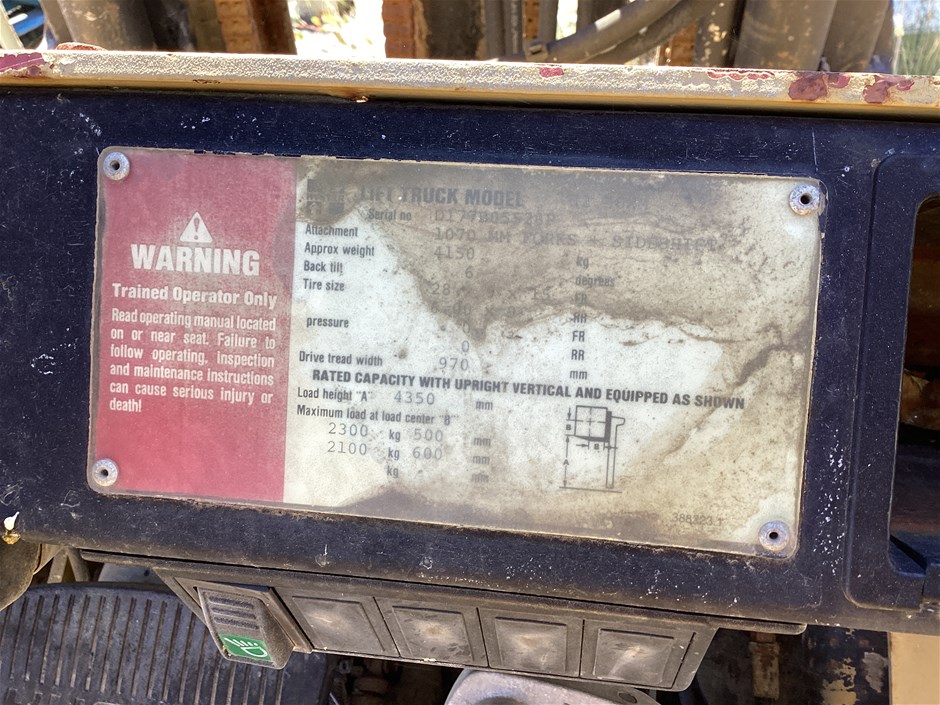 WARNING
Trained Operator Only
Read operating manual located
on or near seat. Failure to
follow operating, inspection
and maintenance instructions
can cause serious injury or
death!
LIFT TRUCK MODEL
Serial no
Attachment 1070 MM FORKS SIDESHIFT
Approx weight 4150 kg
Back tilt 6 degrees
Tire size 28 15 FR
RR
pressure FR
0 RR
Drive tread width 970 mm
RATED CAPACITY WITH UPRIGHT VERTICAL AND EQUIPPED AS SHOWN
Load height "A" 4350 mm
Maximum load at load center "B"
2300 kg 500 mm
2100 kg 600 mm
kg mm
B
B
A